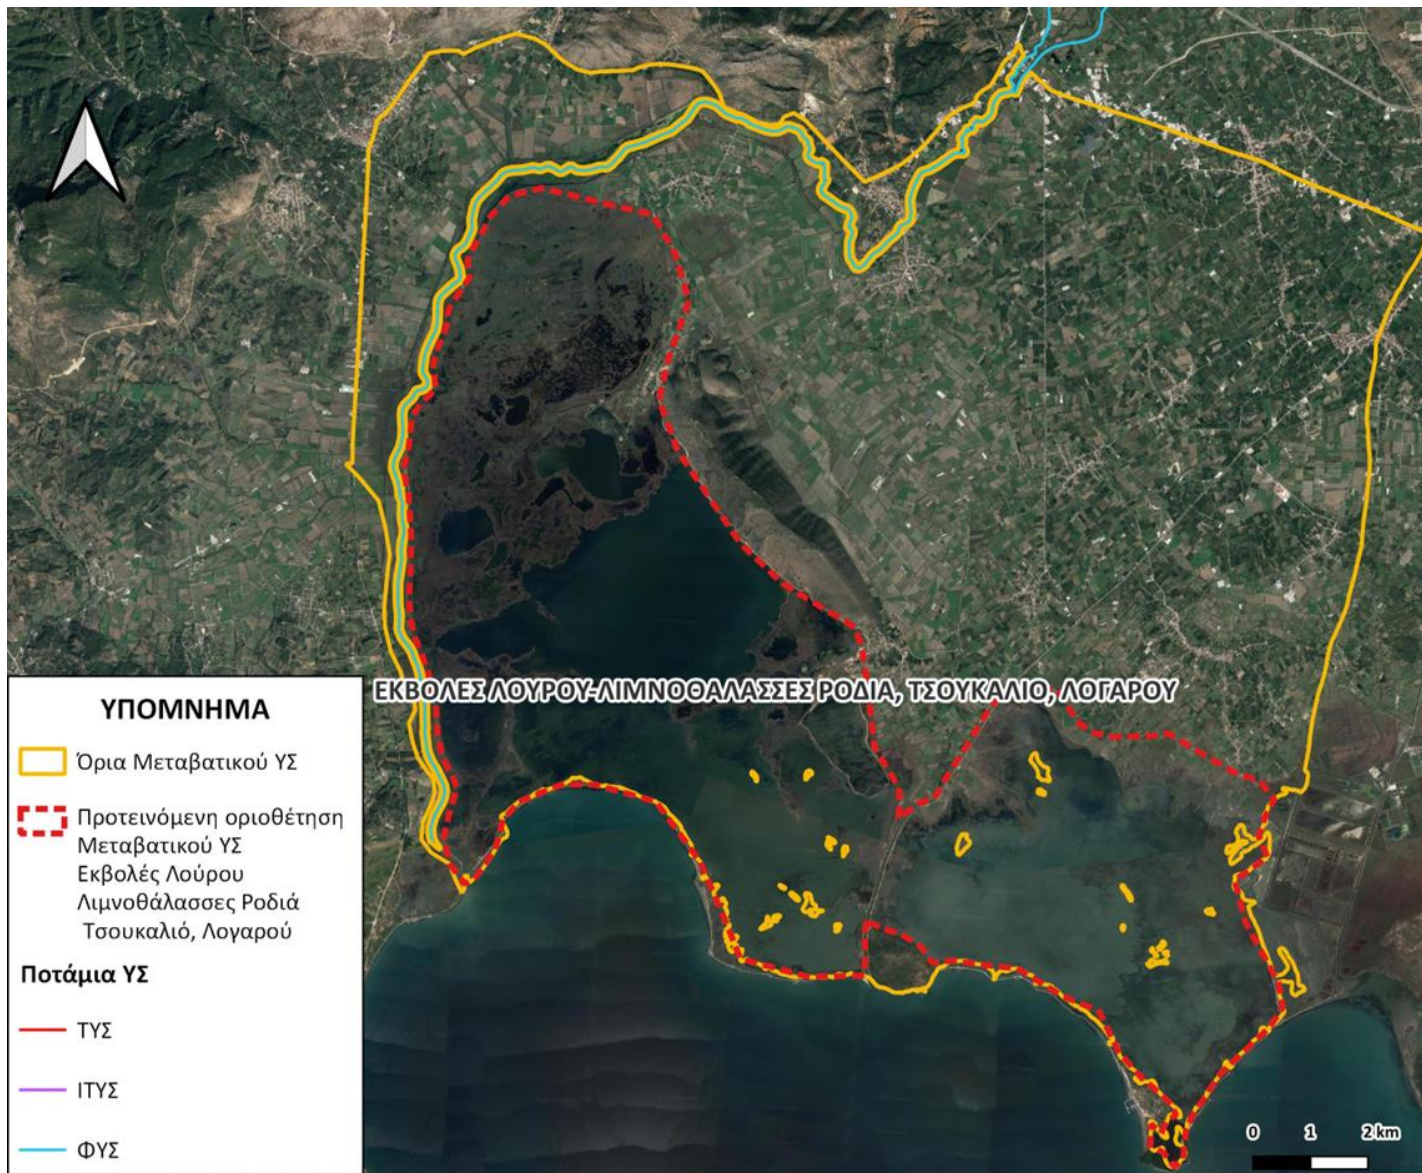 ΕΚΒΟΛΕΣ ΛΟΥΡΟΥ-ΛΙΜΝΟΘΑΛΑΣΣΕΣ ΡΟΔΙΑ, ΤΣΟΥΚΑΛΙΟ, ΛΟΓΑΡΟΥ
ΥΠΟΜΝΗΜΑ
Όρια Μεταβατικού ΥΣ
Προτεινόμενη οριοθέτηση
Μεταβατικού ΥΣ
Εκβολές Λούρου
Λιμνοθάλασσες Ροδιά
Τσουκαλιό, Λογαρού
Ποτάμια ΥΣ
ΤΥΣ
ΙΤΥΣ
ΦΥΣ
0 1 2 km